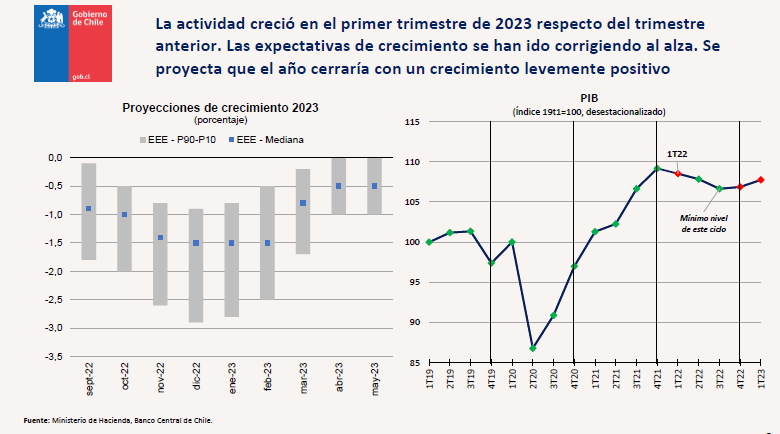 Gobierno
de Chile
gob.cl
La actividad creció en el primer trimestre de 2023 respecto del trimestre
anterior. Las expectativas de crecimiento se han ido corrigiendo al alza. Se
proyecta que el año cerraría con un crecimiento levemente positivo
Proyecciones de crecimiento 2023
(porcentaje)
EEE - P90-P10 EEE - Mediana
0,0
-0,5
-1,0
-1,5
-2,0
-2,5
-3,0
-3,5
sept-22 oct-22 nov-22 dic-22 ene-23 feb-23 mar-23 abr-23 may-23
PIB
(Índice 19t1=100, desestacionalizado)
115
110
105
100
95
90
85
1T22
Mínimo nivel
de este ciclo
1T19 2T19 3T19 4T19 1T20 2T20 3T20 4T20 1T21 2T21 3T21 4T21 1T22 2T22 3T22 4T22 1T23
Fuente: Ministerio de Hacienda, Banco Central de Chile.